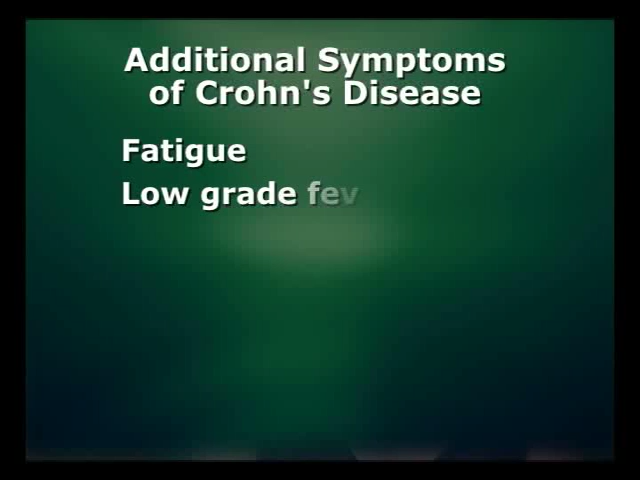 Additional Symptoms
of Crohn's Disease
Fatigue
Low grade fev